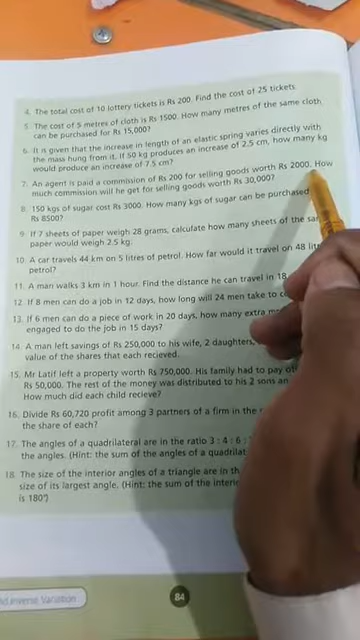 4. The total cost of 10 lottery tickets is Rs 200. Find the cost of 25 tickets.
5. The cost of 5 metres of cloth is Rs 1500. How many metres of the same cloth
can be purchased for Rs 15,000?
6. It is given that the increase in length of an elastic spring varies directly with
the mass hung from it. If 50 kg produces an increase of 2.5 cm, how many kg
would produce an increase of 7.5 cm?
7. An agent is paid a commission of Rs 200 for selling goods worth Rs 2000. How
much commission will he get for selling goods worth Rs 30,000?
8. 150 kgs of sugar cost Rs 3000. How many kgs of sugar can be purchased
Rs 8500?
9. If 7 sheets of paper weigh 28 grams, calculate how many sheets of the
paper would weigh 2.5 kg.
10. A car travels 44 km on 5 litres of petrol. How far would it travel on 48
petrol?
11. A man walks 3 km in 1 hour. Find the distance he can travel in 18
12. If 8 men can do a job in 12 days, how long will 24 men take to
13. If 6 men can do a piece of work in 20 days, how many extra
engaged to do the job in 15 days?
14. A man left savings of Rs 250,000 to his wife, 2 daughters,
value of the shares that each recieved.
15. Mr Latif left a property worth Rs 750,000. His family had to pay
Rs 50,000. The rest of the money was distributed to his 2 sons
How much did each child recieve?
16. Divide Rs 60,720 profit among 3 partners of a firm in the
the share of each?
17. The angles of a quadrilateral are in the ratio 3 : 4 : 6 :
the angles. (Hint: the sum of the angles of a
18. The size of the interior angles of a triangle are in
size of its largest angle. (Hint: the sum of the
is 180°)
Inverse Variation
84